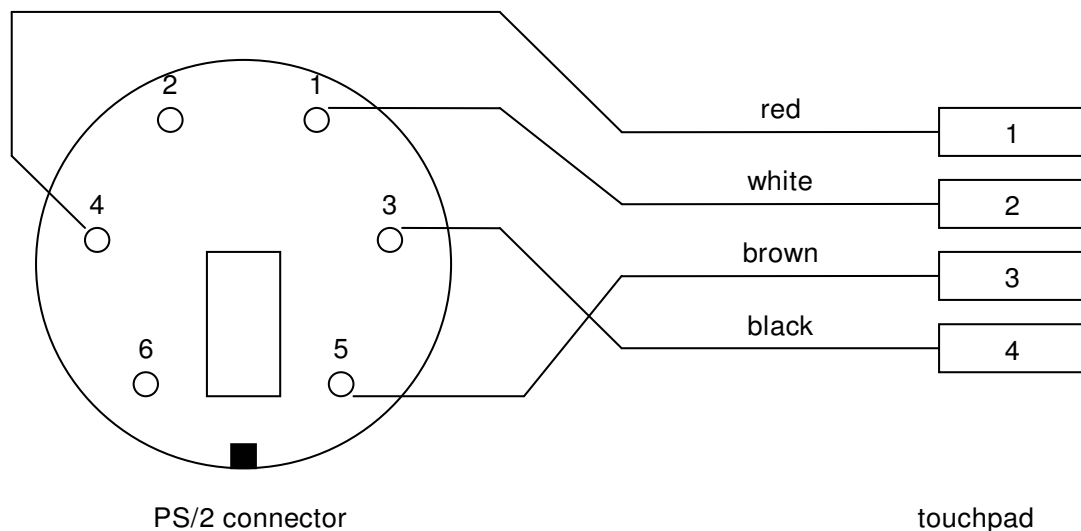 2 1
red
1
white
2
4 3
brown
3
black
4
6 5
PS/2 connector touchpad